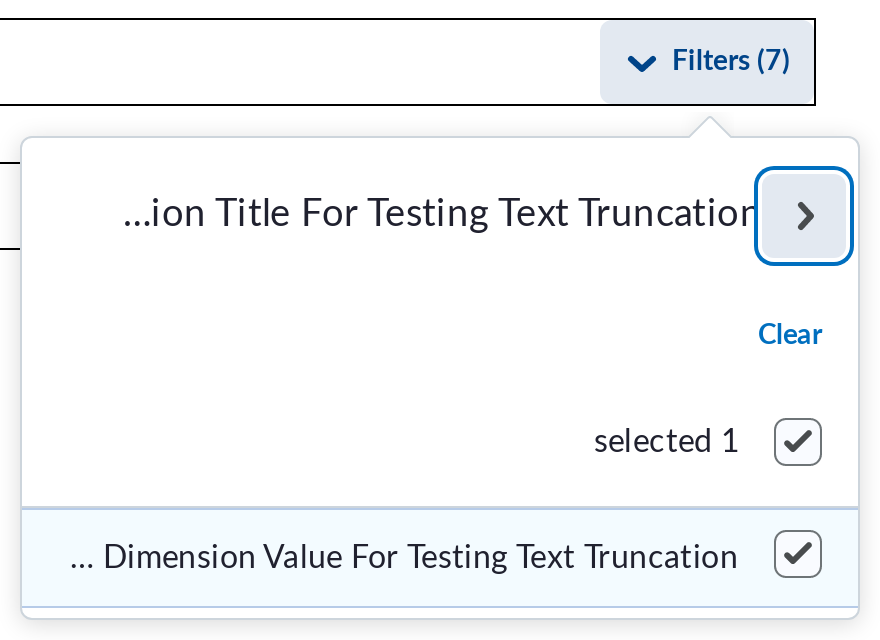 Filters (7)
...ion Title For Testing Text Truncation
Clear
selected 1
... Dimension Value For Testing Text Truncation